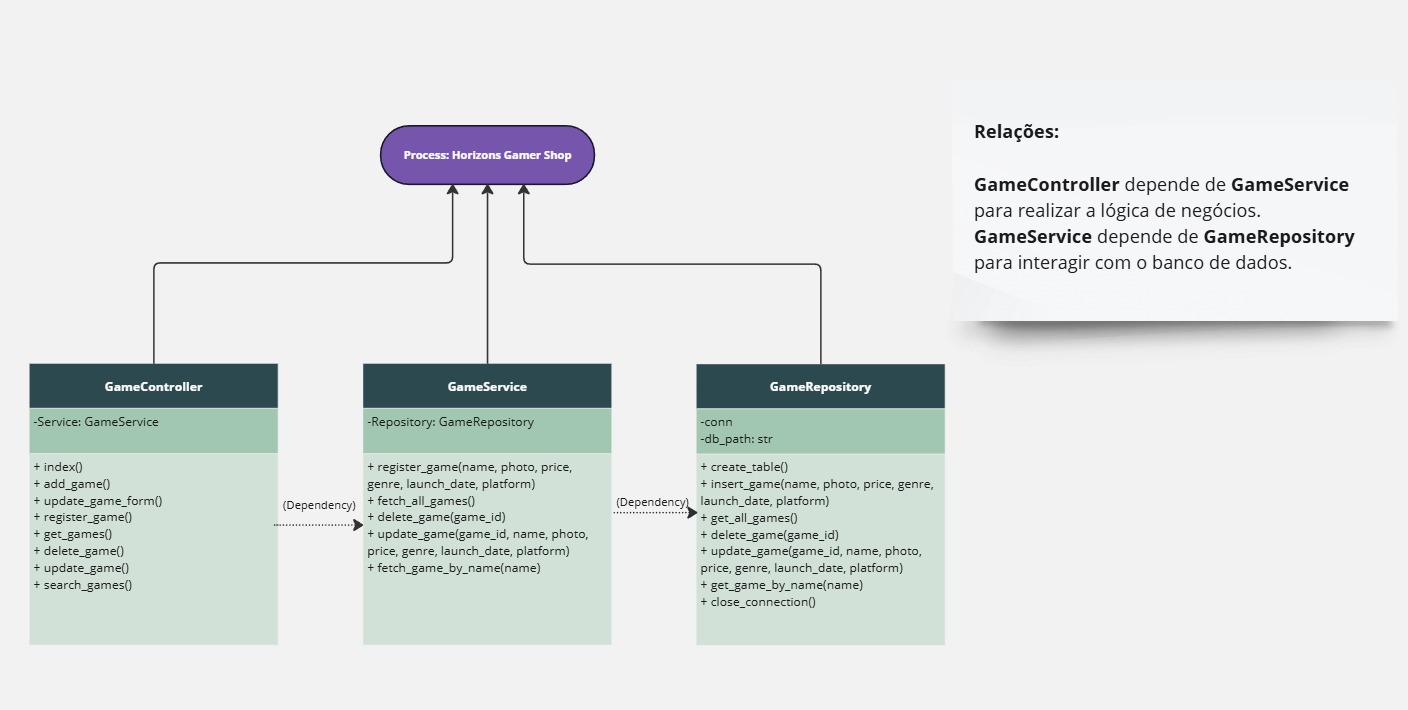 Process: Horizons Gamer Shop
Relações:
GameController depende de GameService
para realizar a lógica de negócios.
GameService depende de GameRepository
para interagir com o banco de dados.
GameController
-Service: GameService
+ index()
+ add_game()
+ update_game_form()
+ register_game()
+ get_games()
+ delete_game()
+ update_game()
+ search_games()
(Dependency)
GameService
-Repository: GameRepository
+ register_game(name, photo, price,
genre, launch_date, platform)
+ fetch_all_games()
+ delete_game(game_id)
+ update_game(game_id, name, photo,
price, genre, launch_date, platform)
+ fetch_game_by_name(name)
(Dependency)
GameRepository
-conn
-db_path: str
+ create_table()
+ insert_game(name, photo, price, genre,
launch_date, platform)
+ get_all_games()
+ delete_game(game_id)
+ update_game(game_id, name, photo,
price, genre, launch_date, platform)
+ get_game_by_name(name)
+ close_connection()